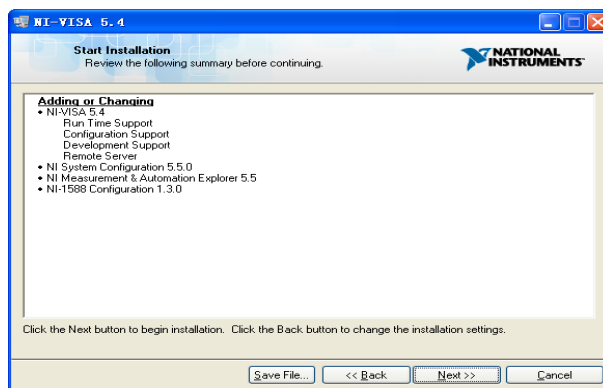 NI-VISA 5.4
Start Installation
Review the following summary before continuing.
NATIONAL
INSTRUMENTS
Adding or Changing
• NI-VISA 5.4
Run Time Support
Configuration Support
Development Support
Remote Server
• NI System Configuration 5.5.0
• NI Measurement & Automation Explorer 5.5
• NI-1588 Configuration 1.3.0
Click the Next button to begin installation. Click the Back button to change the installation settings.
Save File... << Back Next >> Cancel